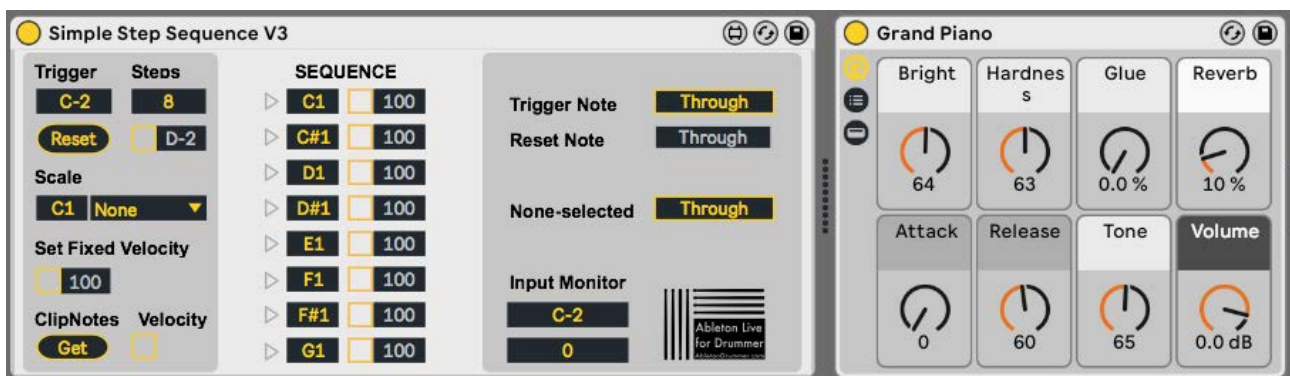 Simple Step Sequence V3
Trigger Steps
C-2 8
Reset D-2
Scale
C1 None
Set Fixed Velocity
100
ClipNotes Velocity
Get
SEQUENCE
C1 100
C#1 100
D1 100
D#1 100
E1 100
F1 100
F#1 100
G1 100
Trigger Note Through
Reset Note Through
None-selected Through
Input Monitor
C-2
0
Ableton Live
for Drummer
AbletonDrummer.com
Grand Piano
Bright Hardnes Glue Reverb
s
64 63 0.0 % 10 %
Attack Release Tone Volume
0 60 65 0.0 dB